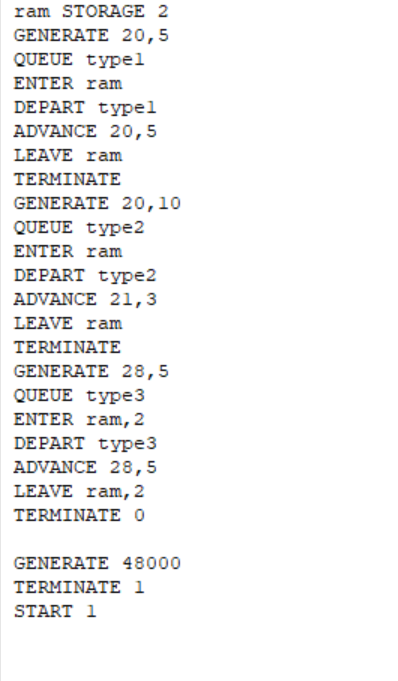 ram STORAGE 2
GENERATE 20,5
QUEUE type1
ENTER ram
DEPART type1
ADVANCE 20,5
LEAVE ram
TERMINATE
GENERATE 20,10
QUEUE type2
ENTER ram
DEPART type2
ADVANCE 21,3
LEAVE ram
TERMINATE
GENERATE 28,5
QUEUE type3
ENTER ram,2
DEPART type3
ADVANCE 28,5
LEAVE ram,2
TERMINATE 0
GENERATE 48000
TERMINATE 1
START 1